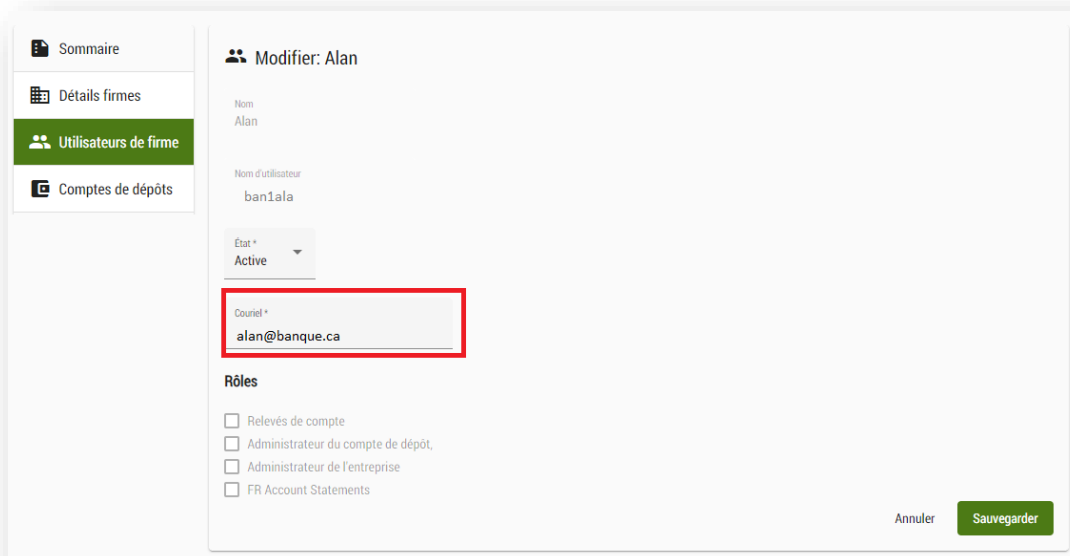 Sommaire
Détails firmes
Utilisateurs de firme
Comptes de dépôts
Modifier: Alan
Nom
Alan
Nom d'utilisateur
ban1ala
État *
Active
Couriel *
alan@banque.ca
Rôles
Relevés de compte
Administrateur du compte de dépôt,
Administrateur de l'entreprise
FR Account Statements
Annuler
Sauvegarder